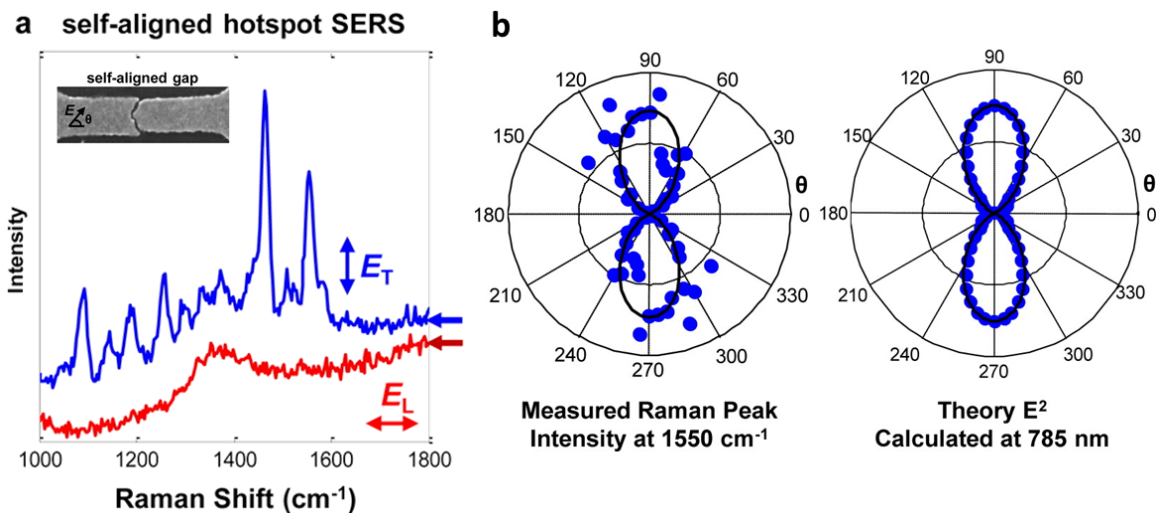 a self-aligned hotspot SERS
self-aligned gap
E
θ
Intensity
E_T
E_L
1000 1200 1400 1600 1800
Raman Shift (cm⁻¹)
b
90
120 60
150 30
θ
180 0
210 330
240 300
270
Measured Raman Peak
Intensity at 1550 cm⁻¹
90
120 60
150 30
θ
180 0
210 330
240 300
270
Theory E²
Calculated at 785 nm